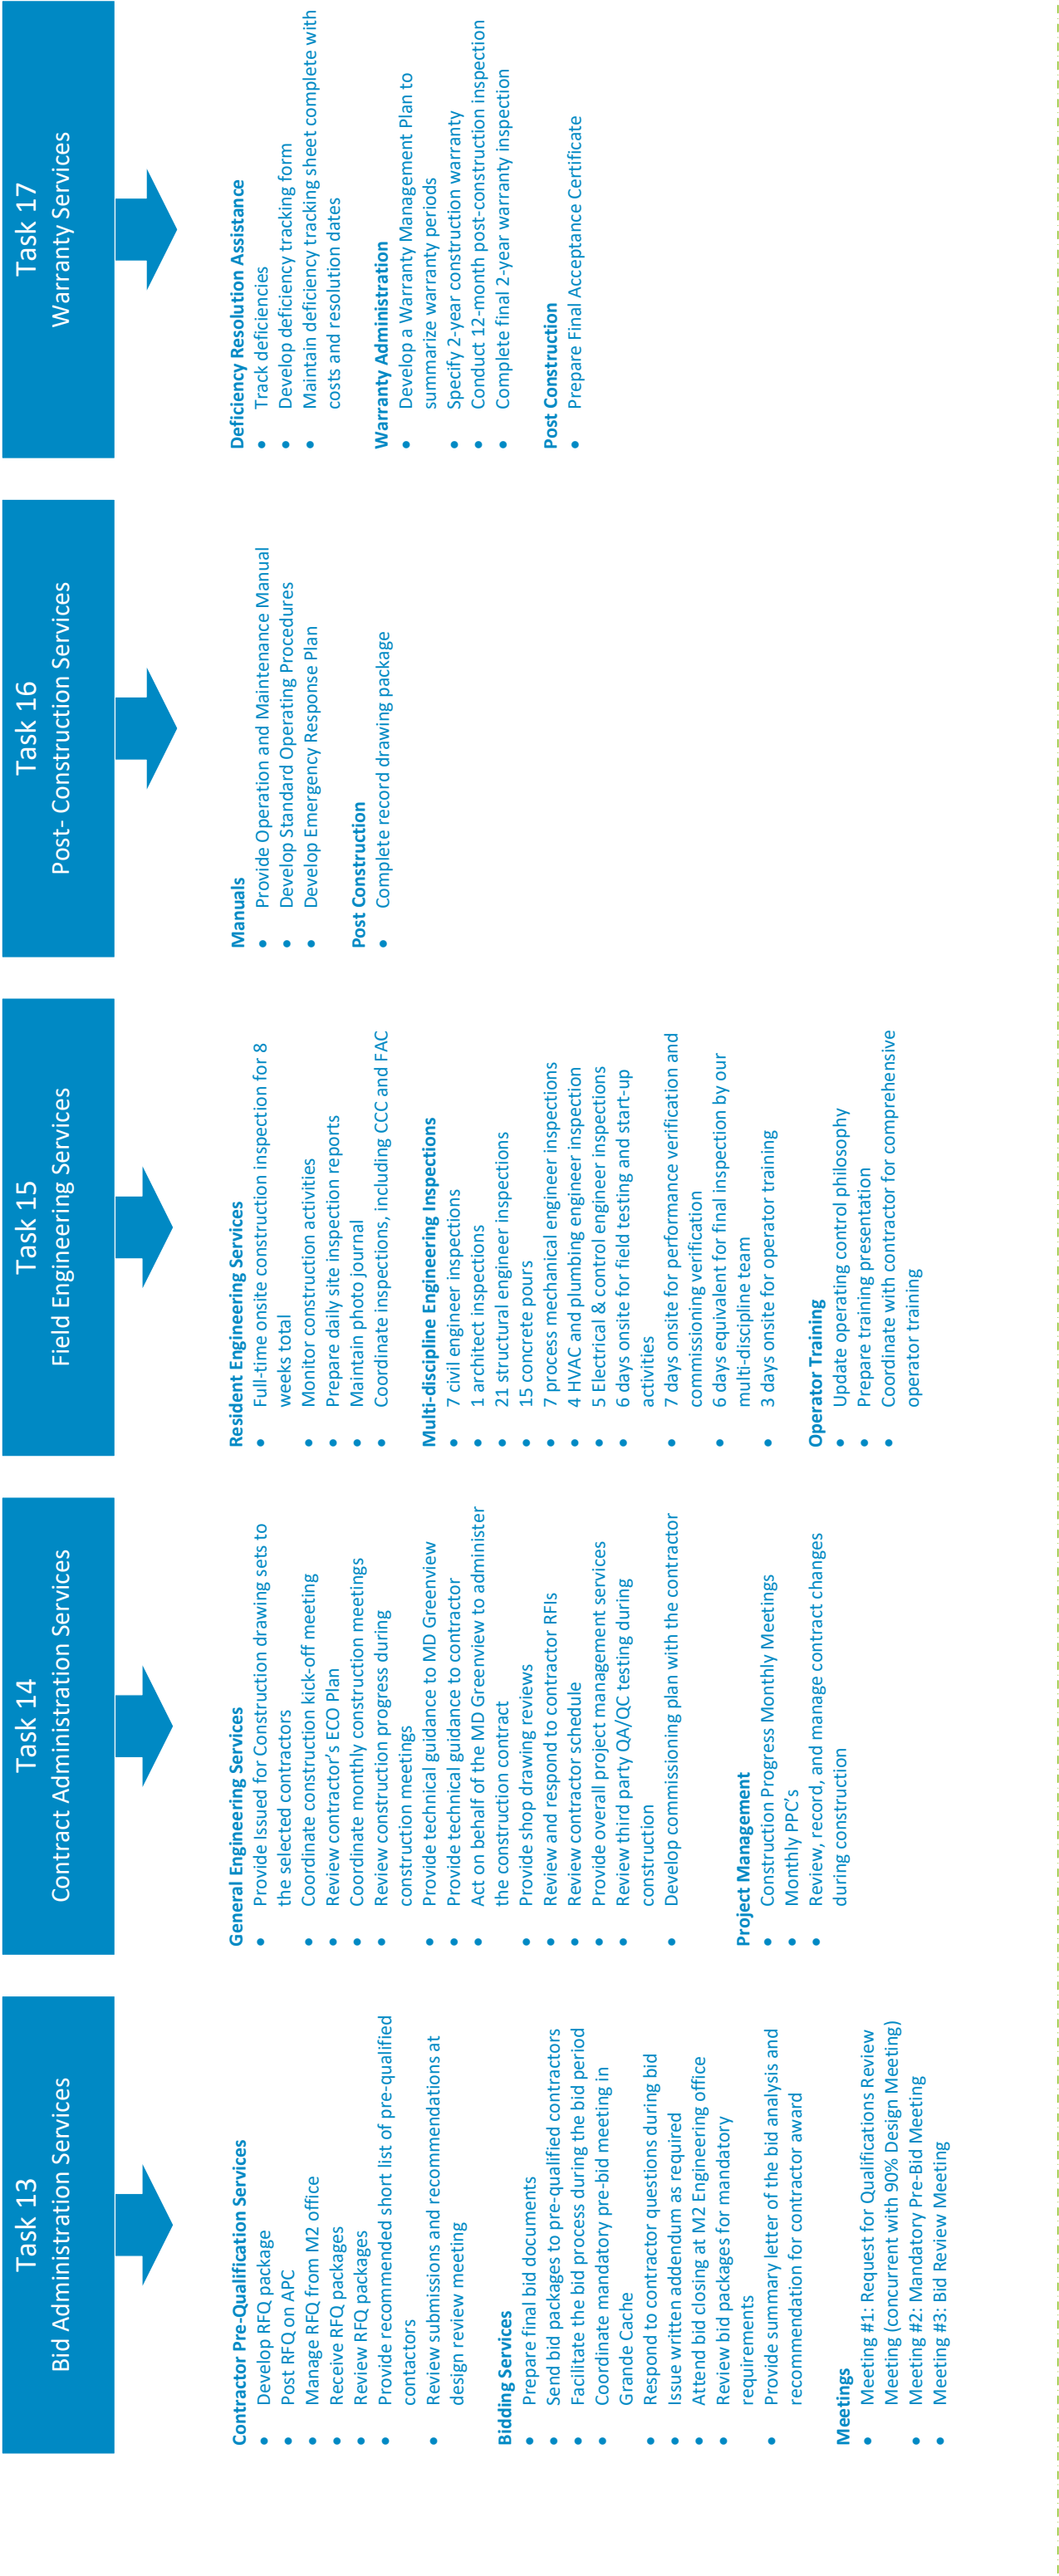 Task 13
Bid Administration Services
Contractor Pre-Qualification Services
• Develop RFQ package
• Post RFQ on APC
• Manage RFQ from M2 office
• Receive RFQ packages
• Review RFQ packages
• Provide recommended short list of pre-qualified
contactors
• Review submissions and recommendations at
design review meeting
Bidding Services
• Prepare final bid documents
• Send bid packages to pre-qualified contractors
• Facilitate the bid process during the bid period
• Coordinate mandatory pre-bid meeting in
Grande Cache
• Respond to contractor questions during bid
• Issue written addendum as required
• Attend bid closing at M2 Engineering office
• Review bid packages for mandatory
requirements
• Provide summary letter of the bid analysis and
recommendation for contractor award
Meetings
• Meeting #1: Request for Qualifications Review
Meeting (concurrent with 90% Design Meeting)
• Meeting #2: Mandatory Pre-Bid Meeting
• Meeting #3: Bid Review Meeting
Task 14
Contract Administration Services
General Engineering Services
• Provide Issued for Construction drawing sets to
the selected contractors
• Coordinate construction kick-off meeting
• Review contractor's ECO Plan
• Coordinate monthly construction meetings
• Review construction progress during
construction meetings
• Provide technical guidance to MD Greenview
• Provide technical guidance to contractor
• Act on behalf of the MD Greenview to administer
the construction contract
• Provide shop drawing reviews
• Review and respond to contractor RFIs
• Review contractor schedule
• Provide overall project management services
• Review third party QA/QC testing during
construction
• Develop commissioning plan with the contractor
Project Management
• Construction Progress Monthly Meetings
• Monthly PPC's
• Review, record, and manage contract changes
during construction
Task 15
Field Engineering Services
Resident Engineering Services
• Full-time onsite construction inspection for 8
weeks total
• Monitor construction activities
• Prepare daily site inspection reports
• Maintain photo journal
• Coordinate inspections, including CCC and FAC
Multi-discipline Engineering Inspections
• 7 civil engineer inspections
• 1 architect inspections
• 21 structural engineer inspections
• 15 concrete pours
• 7 process mechanical engineer inspections
• 4 HVAC and plumbing engineer inspection
• 5 Electrical & control engineer inspections
• 6 days onsite for field testing and start-up
activities
• 7 days onsite for performance verification and
commissioning verification
• 6 days equivalent for final inspection by our
multi-discipline team
• 3 days onsite for operator training
Operator Training
• Update operating control philosophy
• Prepare training presentation
• Coordinate with contractor for comprehensive
operator training
Task 16
Post- Construction Services
Manuals
• Provide Operation and Maintenance Manual
• Develop Standard Operating Procedures
• Develop Emergency Response Plan
Post Construction
• Complete record drawing package
Task 17
Warranty Services
Deficiency Resolution Assistance
• Track deficiencies
• Develop deficiency tracking form
• Maintain deficiency tracking sheet complete with
costs and resolution dates
Warranty Administration
• Develop a Warranty Management Plan to
summarize warranty periods
• Specify 2-year construction warranty
• Conduct 12-month post-construction inspection
• Complete final 2-year warranty inspection
Post Construction
• Prepare Final Acceptance Certificate